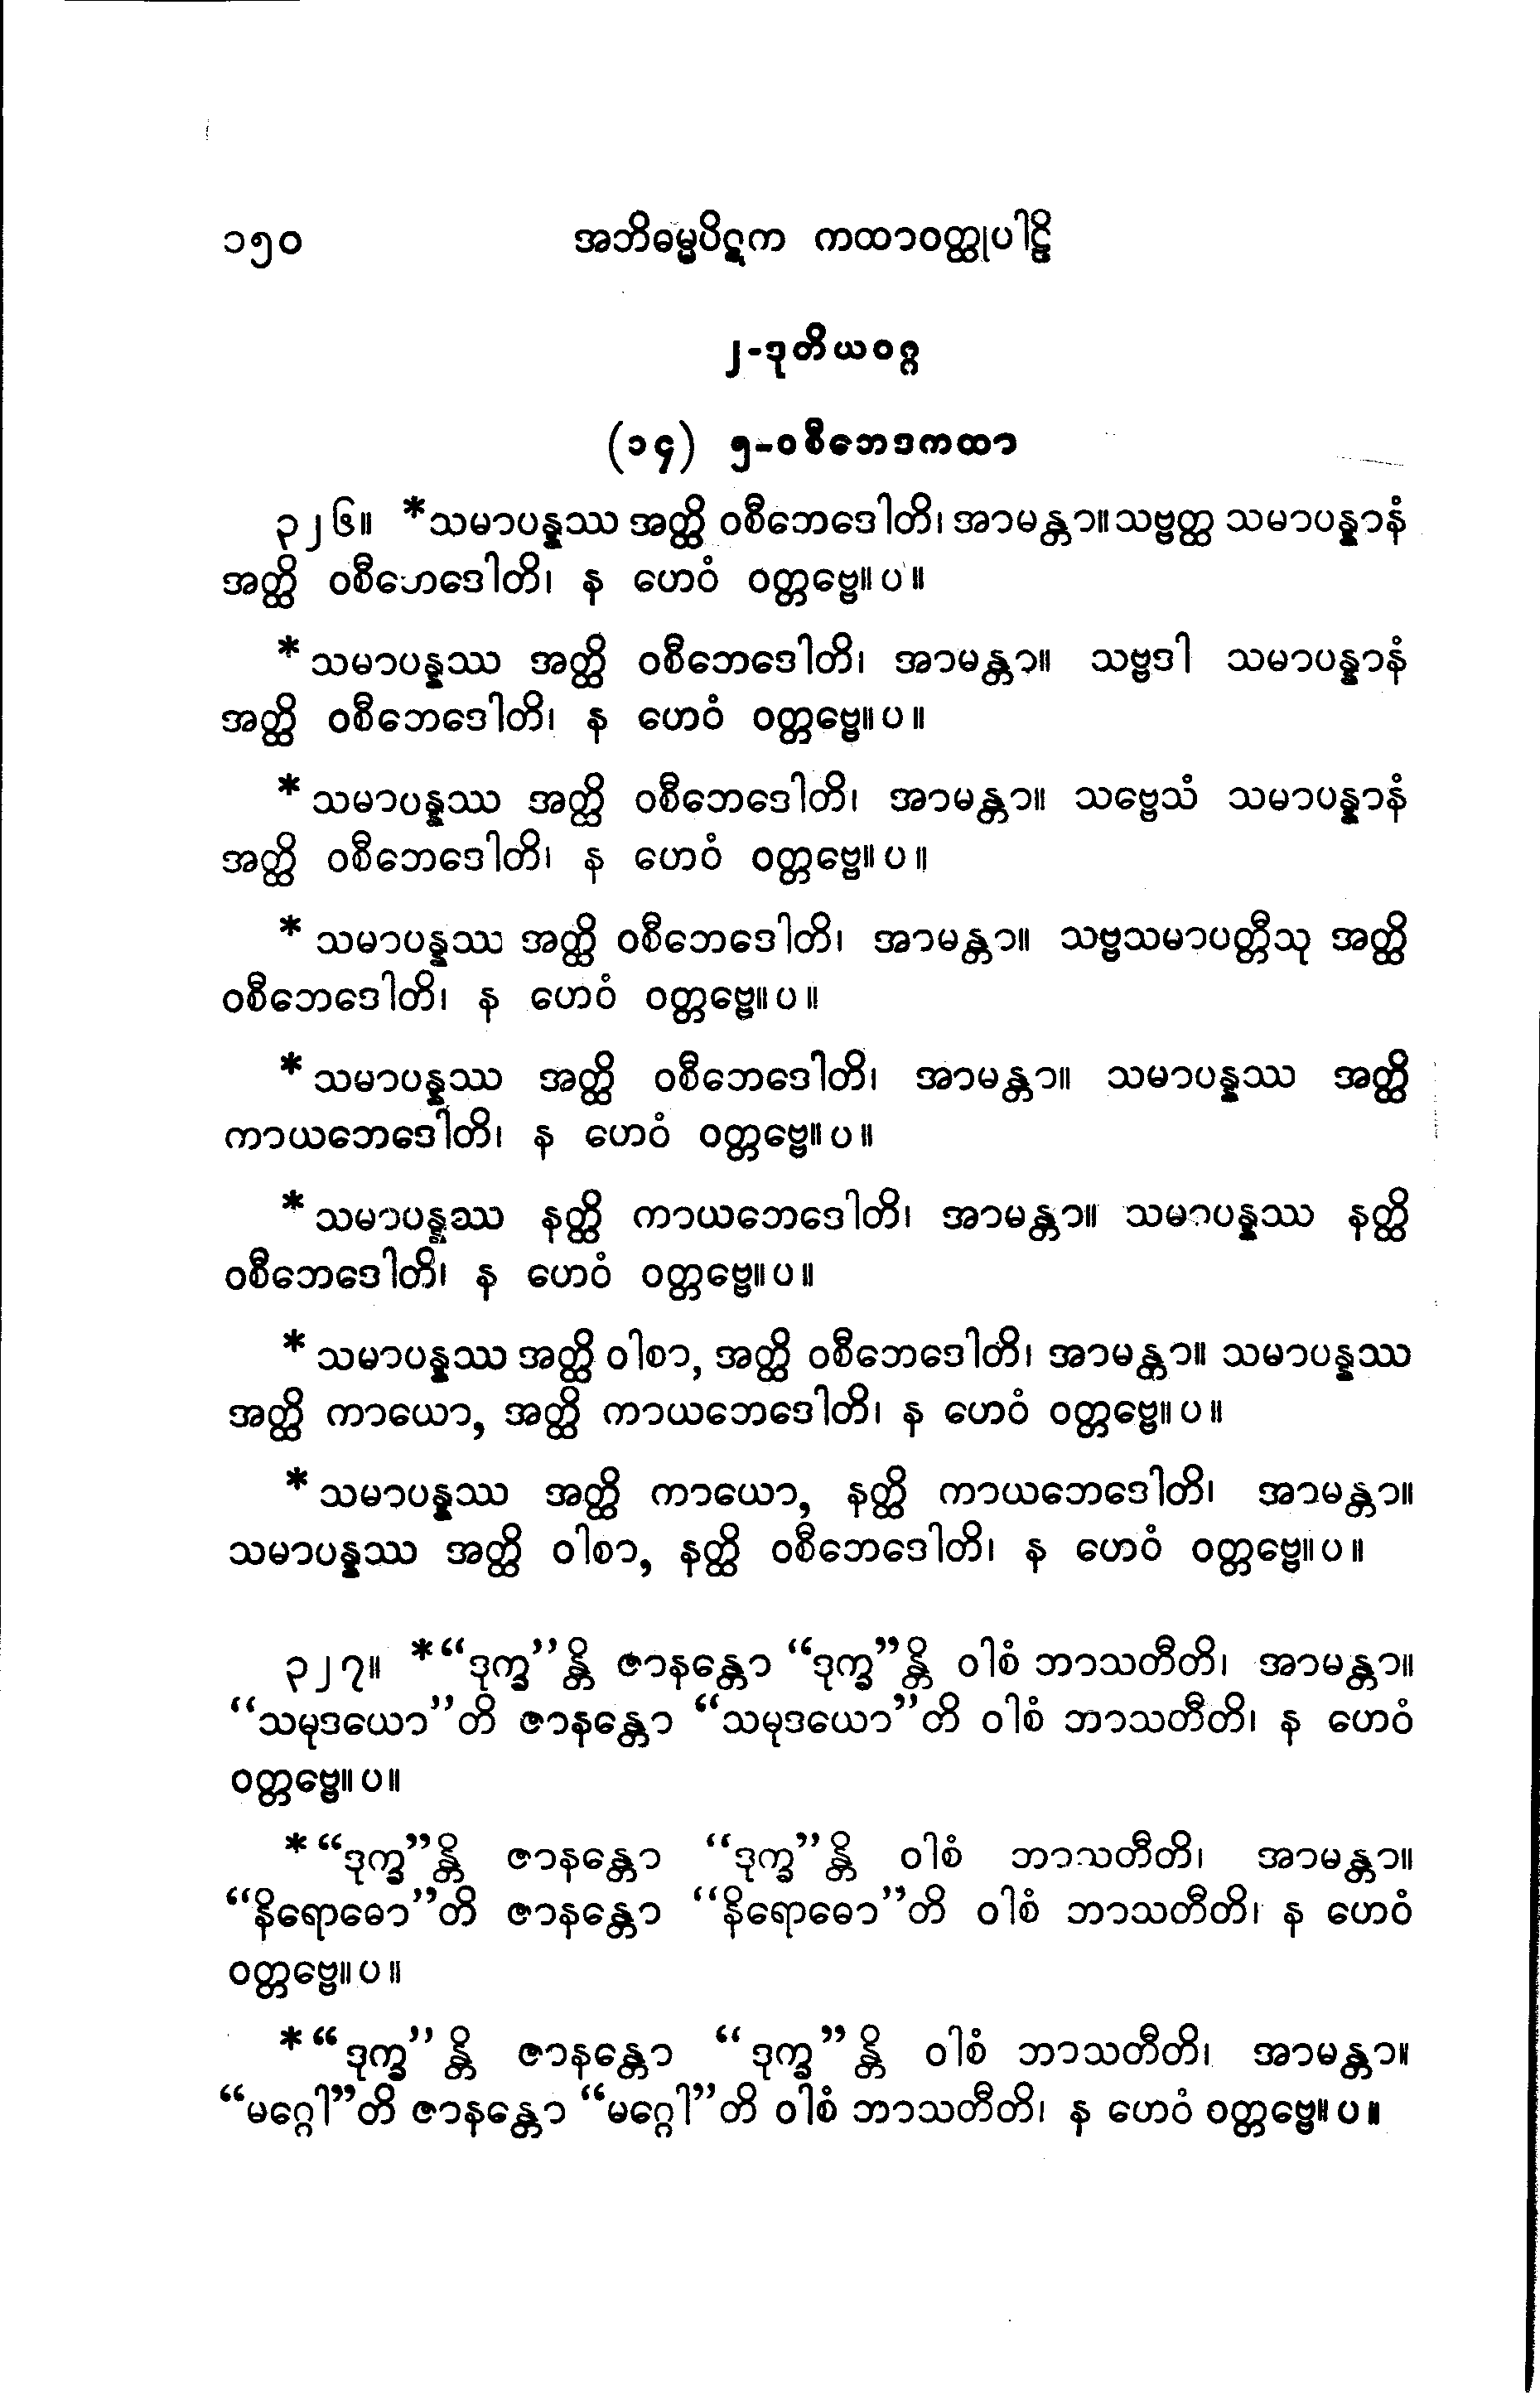 ၁၅၀ အဘိဓမ္မပိဋက ကထာဝတ္ထုပါဠိ
၂-ဒုတိယဝဂ္ဂ
(၁၄) ၅-ဝစီဘေဒကထာ
၃၂၆။ *သမာပန္နဿ အတ္ထိ ဝစီဘေဒေါတိ၊ အာမန္တာ။ သဗ္ဗတ္ထ သမာပန္နာနံ
အတ္ထိ ဝစီဘေဒေါတိ၊ န ဟေဝံ ဝတ္တဗ္ဗေ။ ပ ။
* သမာပန္နဿ အတ္ထိ ဝစီဘေဒေါတိ၊ အာမန္တာ။ သဗ္ဗဒါ သမာပန္နာနံ
အတ္ထိ ဝစီဘေဒေါတိ၊ န ဟေဝံ ဝတ္တဗ္ဗေ။ ပ ။
* သမာပန္နဿ အတ္ထိ ဝစီဘေဒေါတိ၊ အာမန္တာ။ သဗ္ဗေသံ သမာပန္နာနံ
အတ္ထိ ဝစီဘေဒေါတိ၊ န ဟေဝံ ဝတ္တဗ္ဗေ။ ပ ။
* သမာပန္နဿ အတ္ထိ ဝစီဘေဒေါတိ၊ အာမန္တာ။ သဗ္ဗသမာပတ္တီသု အတ္ထိ
ဝစီဘေဒေါတိ၊ န ဟေဝံ ဝတ္တဗ္ဗေ။ ပ ။
* သမာပန္နဿ အတ္ထိ ဝစီဘေဒေါတိ၊ အာမန္တာ။ သမာပန္နဿ အတ္ထိ
ကာယဘေဒေါတိ၊ န ဟေဝံ ဝတ္တဗ္ဗေ။ ပ ။
* သမာပန္နဿ နတ္ထိ ကာယဘေဒေါတိ၊ အာမန္တာ။ သမာပန္နဿ နတ္ထိ
ဝစီဘေဒေါတိ၊ န ဟေဝံ ဝတ္တဗ္ဗေ။ ပ ။
* သမာပန္နဿ အတ္ထိ ဝါစာ, အတ္ထိ ဝစီဘေဒေါတိ၊ အာမန္တာ။ သမာပန္နဿ
အတ္ထိ ကာယော, အတ္ထိ ကာယဘေဒေါတိ၊ န ဟေဝံ ဝတ္တဗ္ဗေ။ ပ ။
* သမာပန္နဿ အတ္ထိ ကာယော, နတ္ထိ ကာယဘေဒေါတိ၊ အာမန္တာ။
သမာပန္နဿ အတ္ထိ ဝါစာ, နတ္ထိ ဝစီဘေဒေါတိ၊ န ဟေဝံ ဝတ္တဗ္ဗေ။ ပ ။
၃၂၇။ *“ဒုက္ခ”န္တိ ဇာနန္တော “ဒုက္ခ”န္တိ ဝါစံ ဘာသတီတိ၊ အာမန္တာ။
“သမုဒယော”တိ ဇာနန္တော “သမုဒယော”တိ ဝါစံ ဘာသတီတိ၊ န ဟေဝံ
ဝတ္တဗ္ဗေ။ ပ ။
*“ဒုက္ခ”န္တိ ဇာနန္တော “ဒုက္ခ”န္တိ ဝါစံ ဘာသတီတိ၊ အာမန္တာ။
“နိရောဓော”တိ ဇာနန္တော “နိရောဓော”တိ ဝါစံ ဘာသတီတိ၊ န ဟေဝံ
ဝတ္တဗ္ဗေ။ ပ ။
*“ဒုက္ခ”န္တိ ဇာနန္တော “ဒုက္ခ”န္တိ ဝါစံ ဘာသတီတိ၊ အာမန္တာ။
“မဂ္ဂေါ”တိ ဇာနန္တော “မဂ္ဂေါ”တိ ဝါစံ ဘာသတီတိ၊ န ဟေဝံ ဝတ္တဗ္ဗေ။ ပ ။